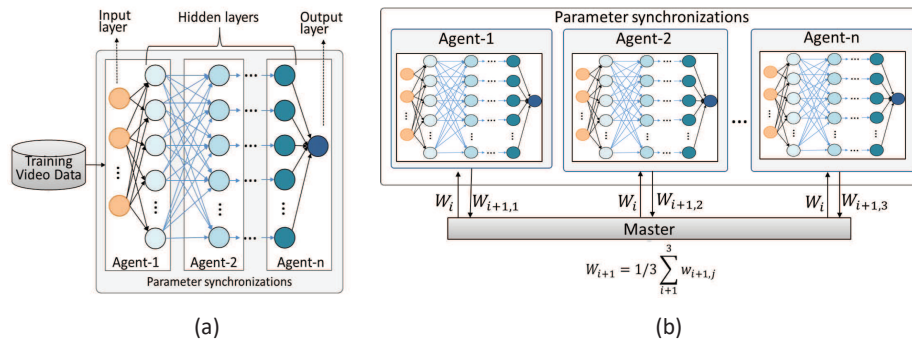 Input
layer
Hidden layers
Output
layer
Training
Video Data
Agent-1
Agent-2
Agent-n
Parameter synchronizations
(a)
Parameter synchronizations
Agent-1
Agent-2
Agent-n
W_i
W_{i+1,1}
W_i
W_{i+1,2}
W_i
W_{i+1,3}
Master
W_{i+1} = 1/3 \sum_{i+1}^{3} w_{i+1,j}
(b)